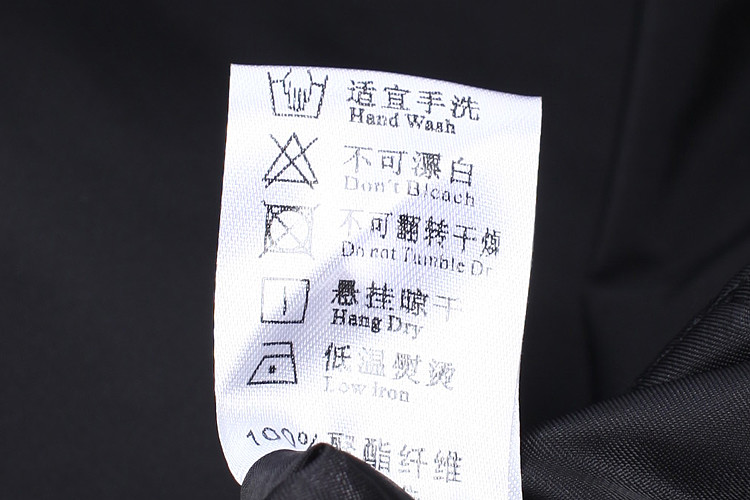 适宜手洗
Hand Wash
不可漂白
Don't Bleach
不可翻转干燥
Do not Tumble Dr
悬挂晾干
Hang Dry
低温熨烫
Low iron
100% 聚酯纤维